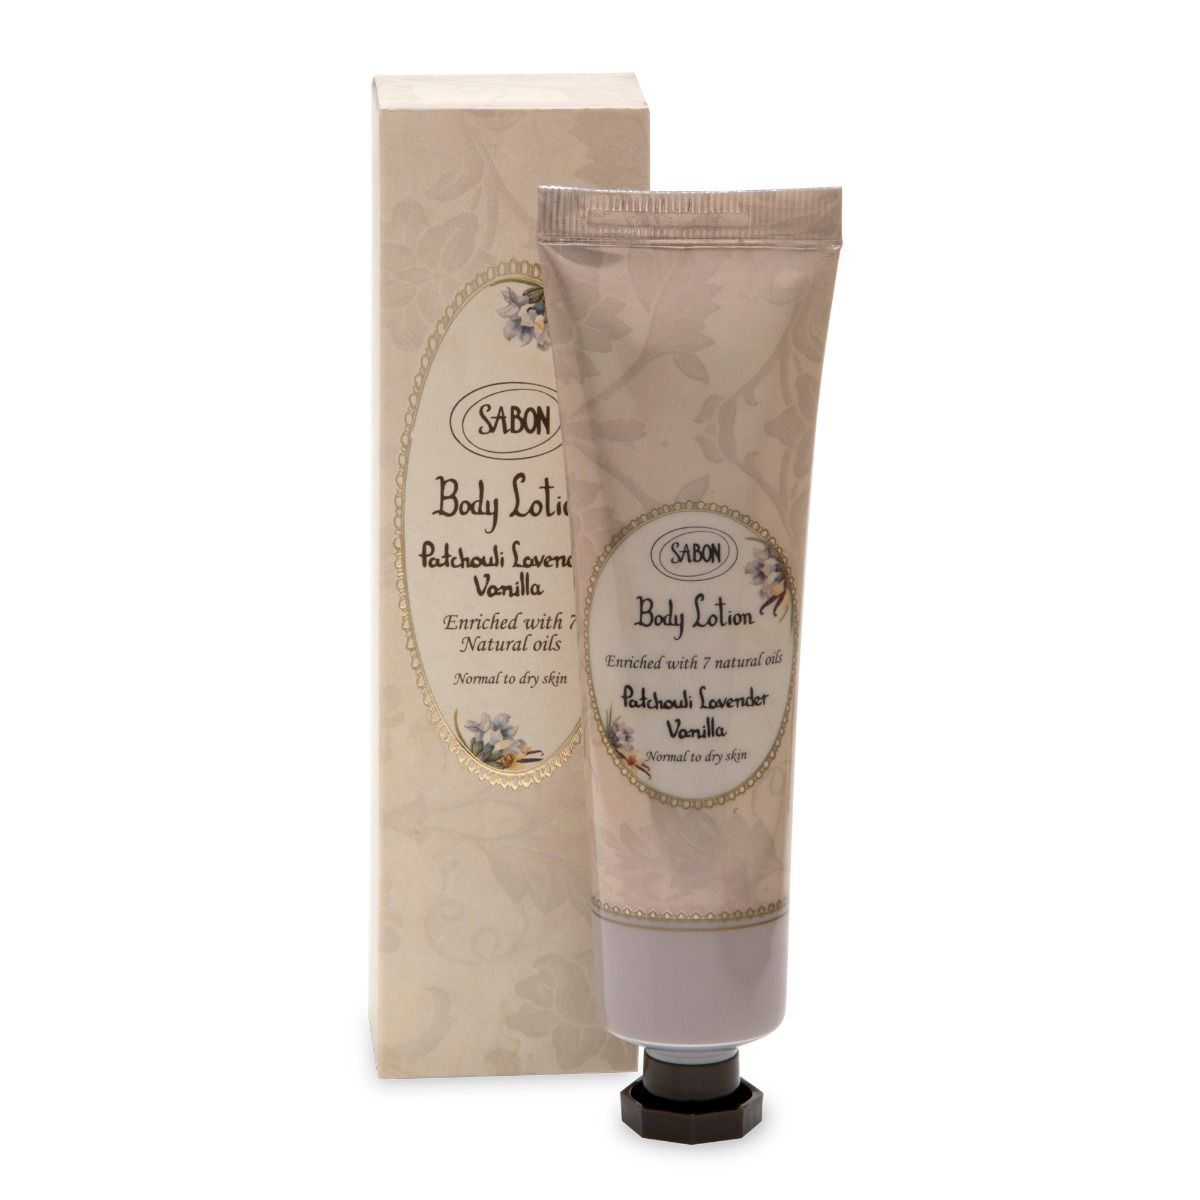 SABON
Body Lotio
Patchouli Lavend
Vanilla
Enriched with 7
Natural oils
Normal to dry skin
SABON
Body Lotion
Enriched with 7 natural oils
Patchouli Lavender
Vanilla
Normal to dry skin